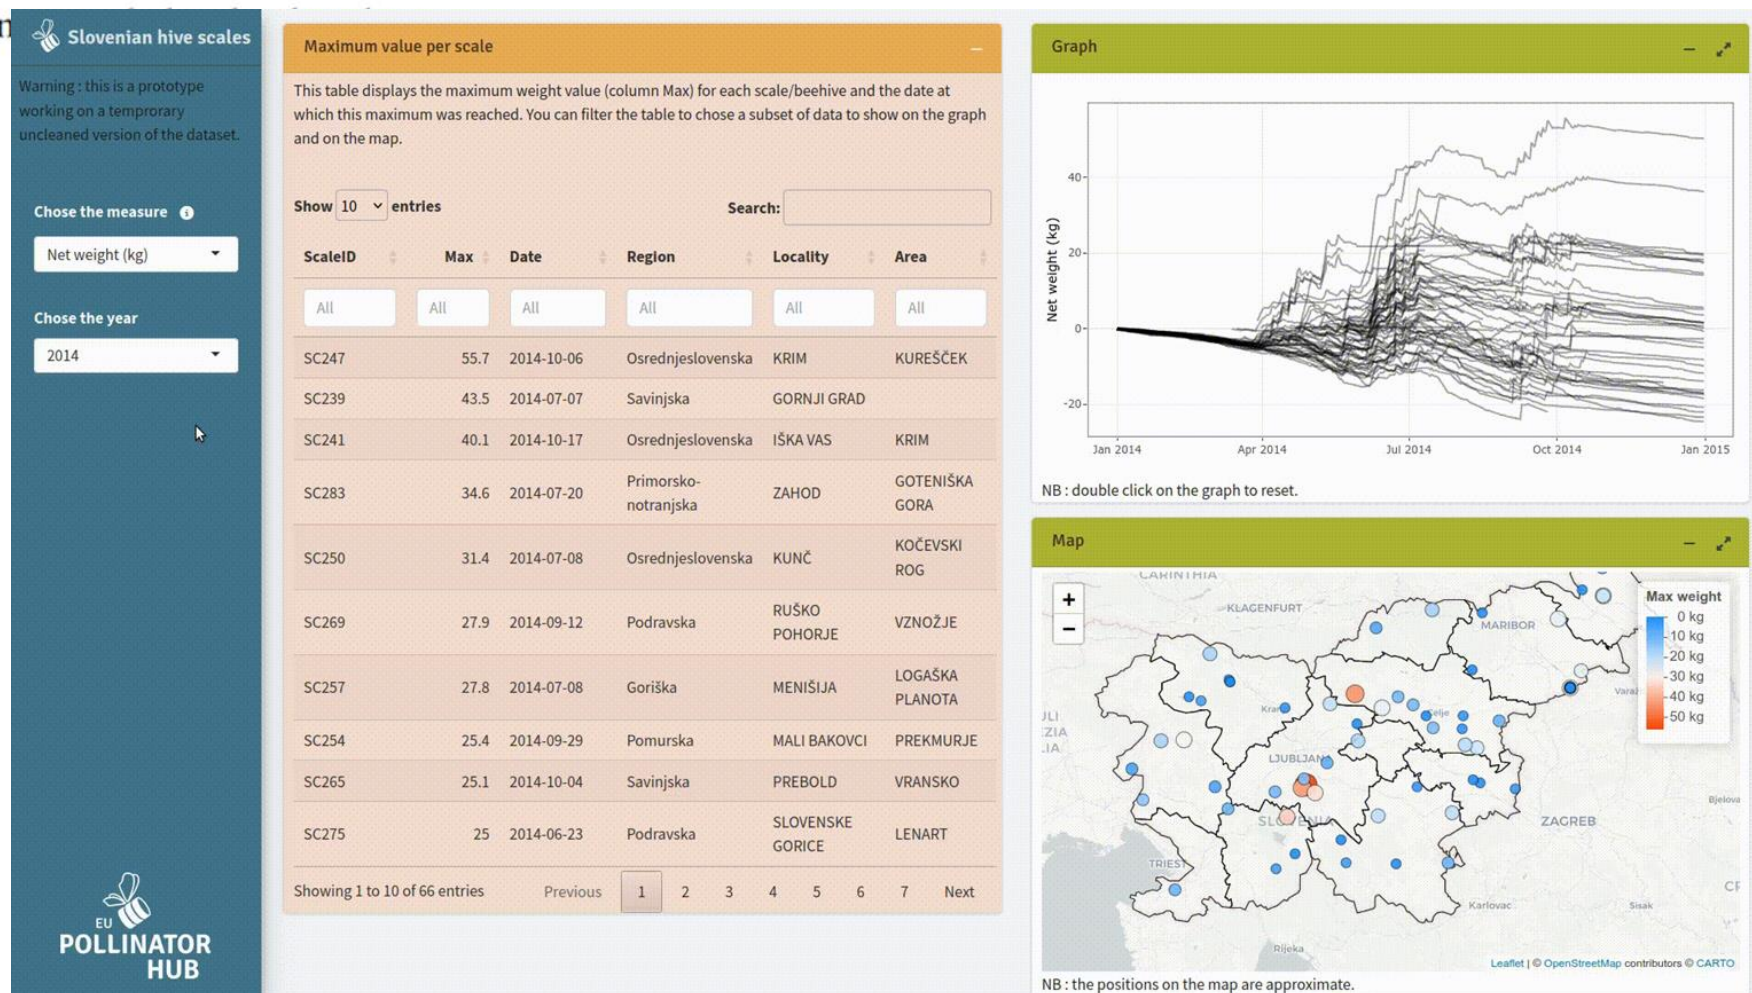 Slovenian hive scales
Warning : this is a prototype
working on a temprorary
uncleaned version of the dataset.
Chose the measure
Net weight (kg)
Chose the year
2014
EU
POLLINATOR
HUB
Maximum value per scale
This table displays the maximum weight value (column Max) for each scale/beehive and the date at
which this maximum was reached. You can filter the table to chose a subset of data to show on the graph
and on the map.
Show 10 entries
Search:
ScaleID Max Date Region Locality Area
All All All All All All
SC247 55.7 2014-10-06 Osrednjeslovenska KRIM KUREŠČEK
SC239 43.5 2014-07-07 Savinjska GORNJI GRAD
SC241 40.1 2014-10-17 Osrednjeslovenska IŠKA VAS KRIM
SC283 34.6 2014-07-20 Primorsko-
notranjska ZAHOD GOTENIŠKA
GORA
SC250 31.4 2014-07-08 Osrednjeslovenska KUNČ KOČEVSKI
ROG
SC269 27.9 2014-09-12 Podravska RUŠKO
POHORJE VZNOŽJE
SC257 27.8 2014-07-08 Goriška MENIŠIJA LOGAŠKA
PLANOTA
SC254 25.4 2014-09-29 Pomurska MALI BAKOVCI PREKMURJE
SC265 25.1 2014-10-04 Savinjska PREBOLD VRANSKO
SC275 25 2014-06-23 Podravska SLOVENSKE
GORICE LENART
Showing 1 to 10 of 66 entries Previous 1 2 3 4 5 6 7 Next
Graph
Net weight (kg)
40
20
0
-20
Jan 2014 Apr 2014 Jul 2014 Oct 2014 Jan 2015
NB : double click on the graph to reset.
Map
+
−
CARINTHIA
KLAGENFURT
MARIBOR
Celje
LJUBLJANA
SLOVENIA
ZAGREB
TRIEST
Karlovac
Sisak
Rijeka
Bjelova
Max weight
0 kg
10 kg
20 kg
30 kg
40 kg
50 kg
Leaflet | © OpenStreetMap contributors © CARTO
NB : the positions on the map are approximate.